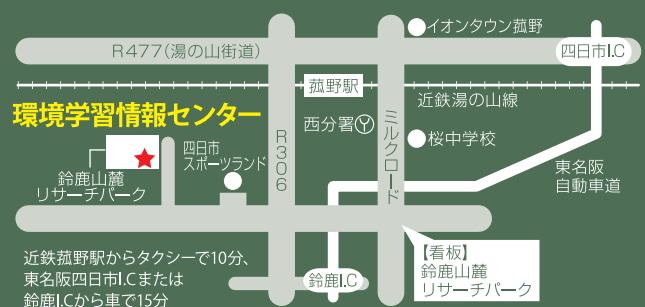 イオンタウン菰野
R477(湯の山街道)
四日市I.C
菰野駅
近鉄湯の山線
環境学習情報センター
西分署
桜中学校
ミルクロード
R306
四日市
スポーツランド
鈴鹿山麓
リサーチパーク
東名阪
自動車道
【看板】
鈴鹿山麓
リサーチパーク
鈴鹿I.C
近鉄菰野駅からタクシーで10分、
東名阪四日市I.Cまたは
鈴鹿I.Cから車で15分